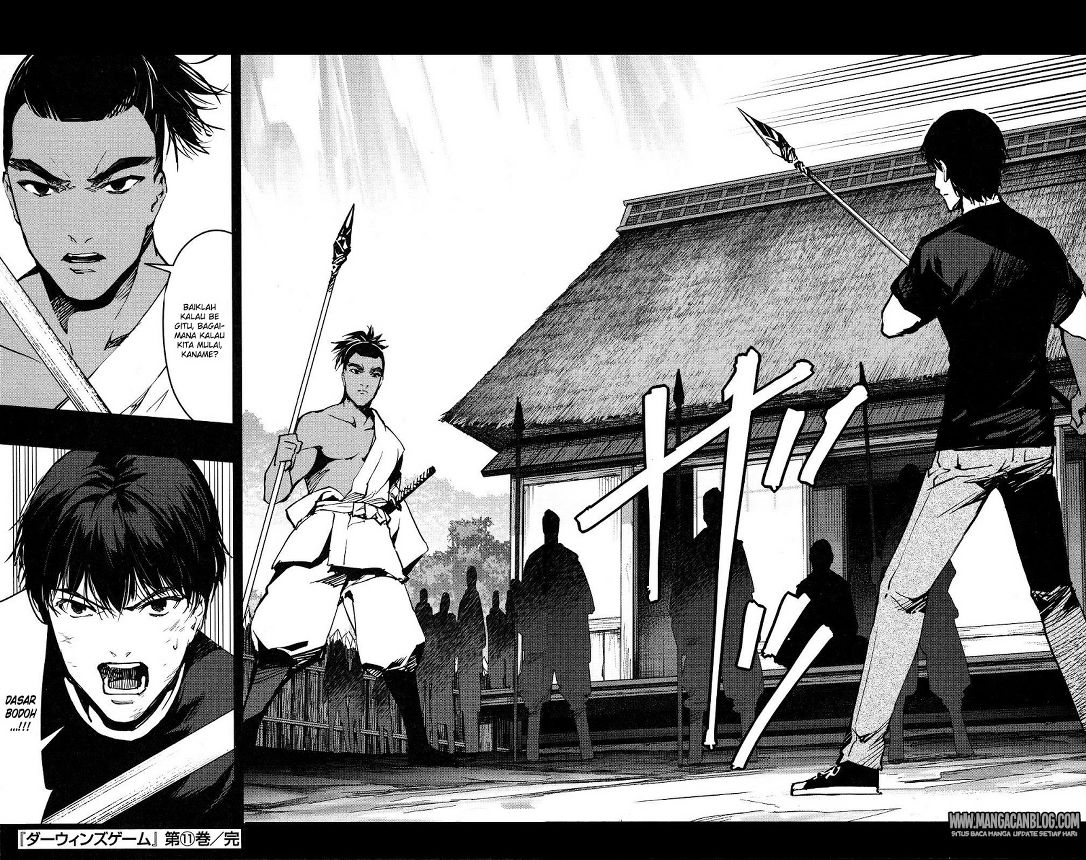 ザッ
BAIKLAH
KALAU BE
GITU, BAGAI-
MANA KALAU
KITA MULAI,
KANAME?
DASAR
BODOH
...!!!
『ダーウィンズゲーム』第⑪巻/完
WWW.MANGACANBLOG.COM
SITUS BACA MANGA UPDATE SETIAP HARI